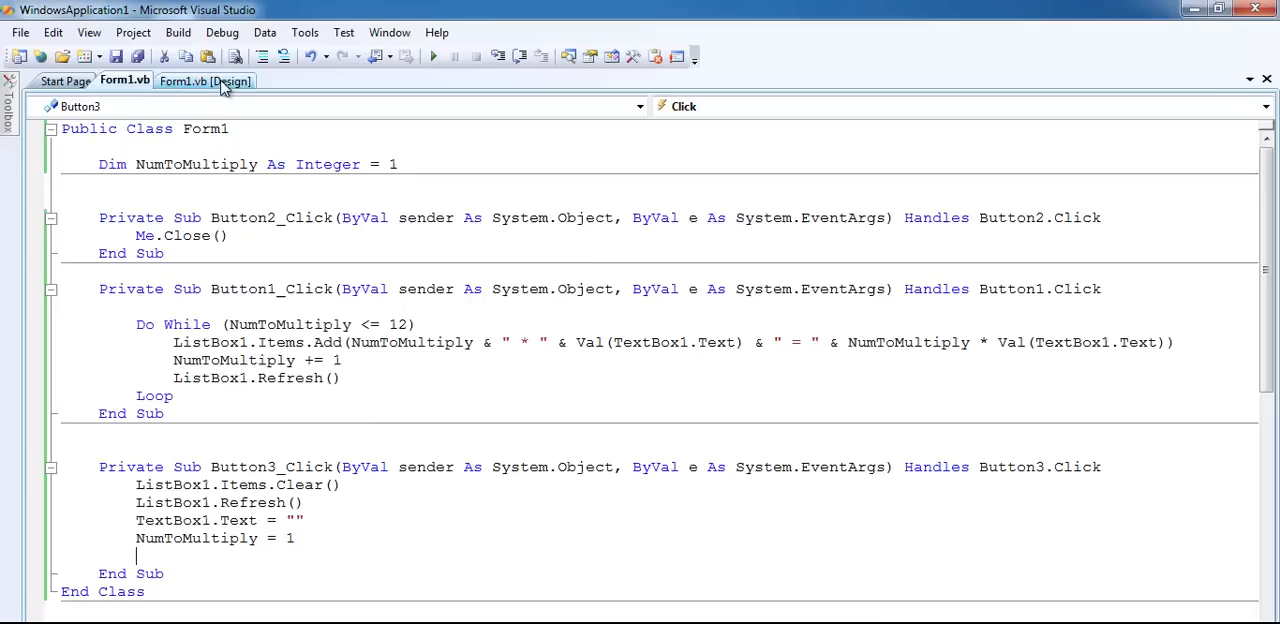 WindowsApplication1 - Microsoft Visual Studio
File Edit View Project Build Debug Data Tools Test Window Help
Start Page Form1.vb Form1.vb [Design]
Toolbox
Button3 Click
Public Class Form1
Dim NumToMultiply As Integer = 1
Private Sub Button2_Click(ByVal sender As System.Object, ByVal e As System.EventArgs) Handles Button2.Click
Me.Close()
End Sub
Private Sub Button1_Click(ByVal sender As System.Object, ByVal e As System.EventArgs) Handles Button1.Click
Do While (NumToMultiply <= 12)
ListBox1.Items.Add(NumToMultiply & " * " & Val(TextBox1.Text) & " = " & NumToMultiply * Val(TextBox1.Text))
NumToMultiply += 1
ListBox1.Refresh()
Loop
End Sub
Private Sub Button3_Click(ByVal sender As System.Object, ByVal e As System.EventArgs) Handles Button3.Click
ListBox1.Items.Clear()
ListBox1.Refresh()
TextBox1.Text = ""
NumToMultiply = 1
End Sub
End Class